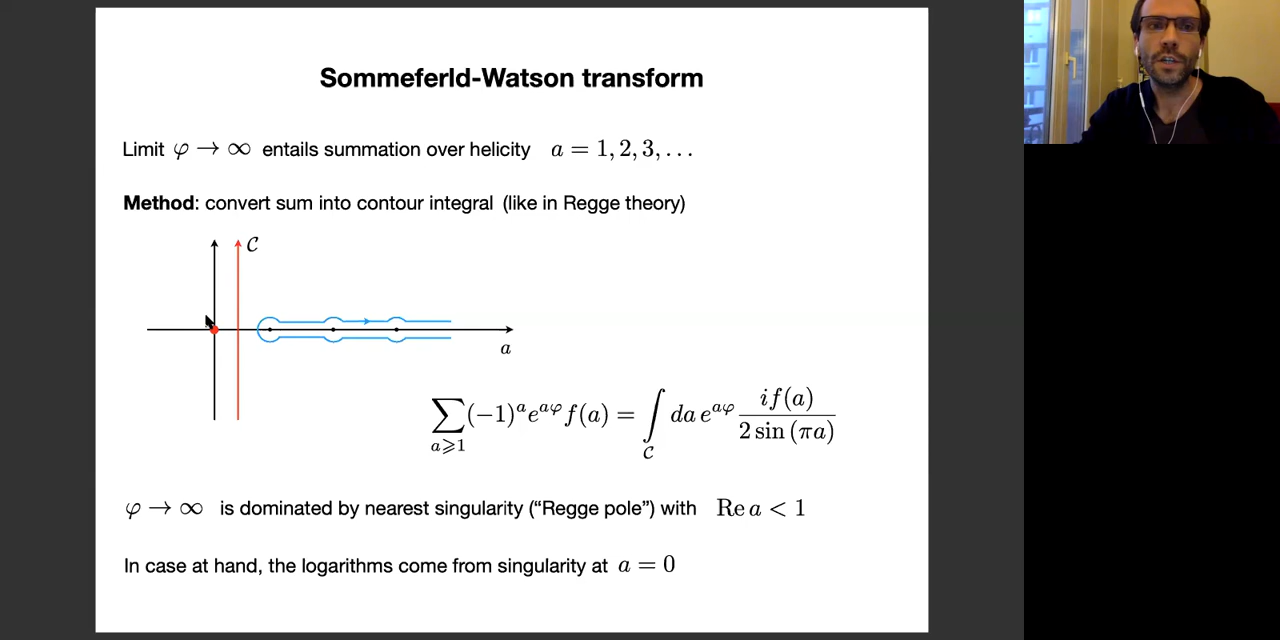 Sommeferld-Watson transform
Limit φ → ∞ entails summation over helicity a = 1, 2, 3, . . .
Method: convert sum into contour integral (like in Regge theory)
𝒞
a
∑_{a⩾1} (−1)^a e^{aφ} f(a) = ∫_𝒞 da e^{aφ} i f(a) / 2 sin (πa)
φ → ∞ is dominated by nearest singularity (“Regge pole”) with Re a < 1
In case at hand, the logarithms come from singularity at a = 0